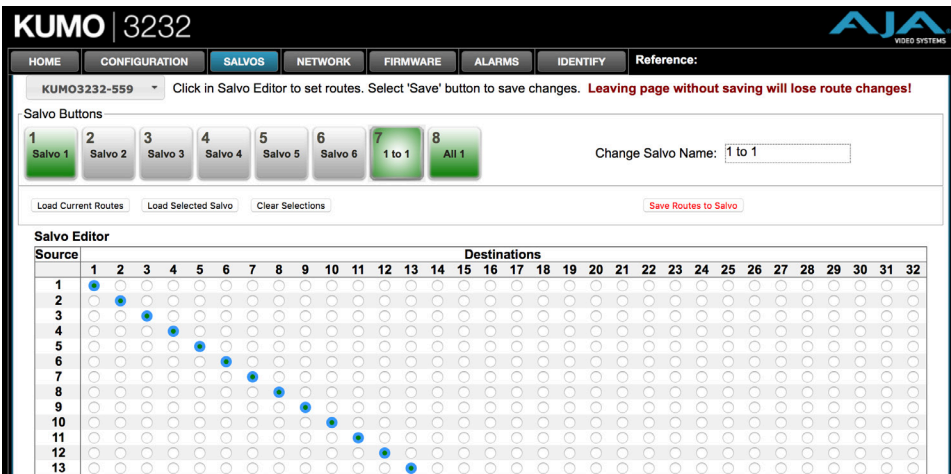 KUMO | 3232
AJA
VIDEO SYSTEMS
HOME CONFIGURATION SALVOS NETWORK FIRMWARE ALARMS IDENTIFY Reference:
KUMO3232-559 Click in Salvo Editor to set routes. Select 'Save' button to save changes. Leaving page without saving will lose route changes!
Salvo Buttons
1 2 3 4 5 6 7 8
Salvo 1 Salvo 2 Salvo 3 Salvo 4 Salvo 5 Salvo 6 1 to 1 All 1 Change Salvo Name: 1 to 1
Load Current Routes Load Selected Salvo Clear Selections Save Routes to Salvo
Salvo Editor
Source Destinations
1 2 3 4 5 6 7 8 9 10 11 12 13 14 15 16 17 18 19 20 21 22 23 24 25 26 27 28 29 30 31 32
1
2
3
4
5
6
7
8
9
10
11
12
13